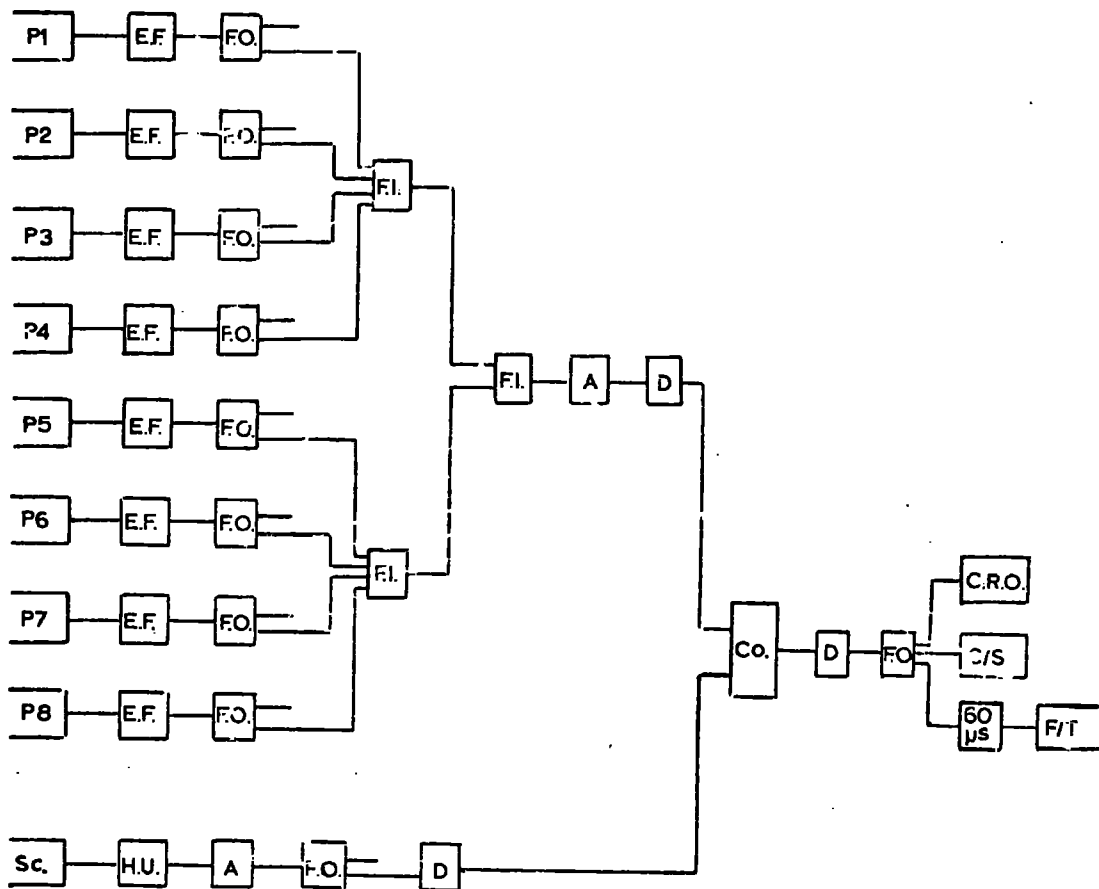 P1 E.F. F.O.
P2 E.F. F.O.
F.I.
P3 E.F. F.O.
P4 E.F. F.O.
F.I. A D
P5 E.F. F.O.
P6 E.F. F.O.
F.I.
C.R.O.
P7 E.F. F.O.
Co. D F.O. C/S
P8 E.F. F.O.
60 μs F/T
Sc. H.U. A F.O. D